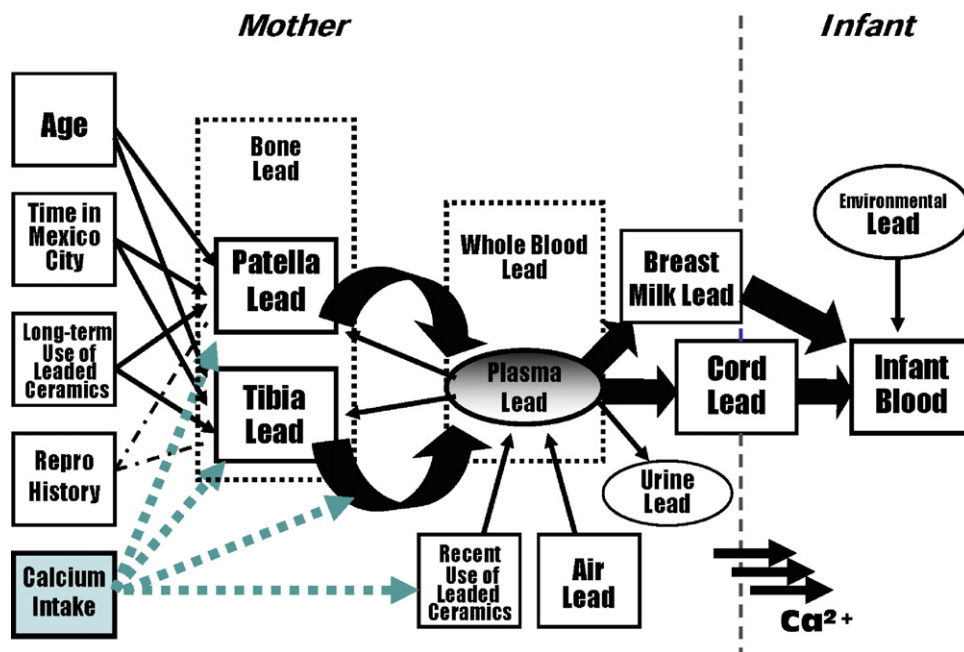 Mother
Infant
Age
Bone
Lead
Time in
Mexico
City
Patella
Lead
Whole Blood
Lead
Breast
Milk Lead
Environmental
Lead
Long-term
Use of
Leaded
Ceramics
Tibia
Lead
Plasma
Lead
Cord
Lead
Infant
Blood
Repro
History
Urine
Lead
Calcium
Intake
Recent
Use of
Leaded
Ceramics
Air
Lead
Ca²⁺